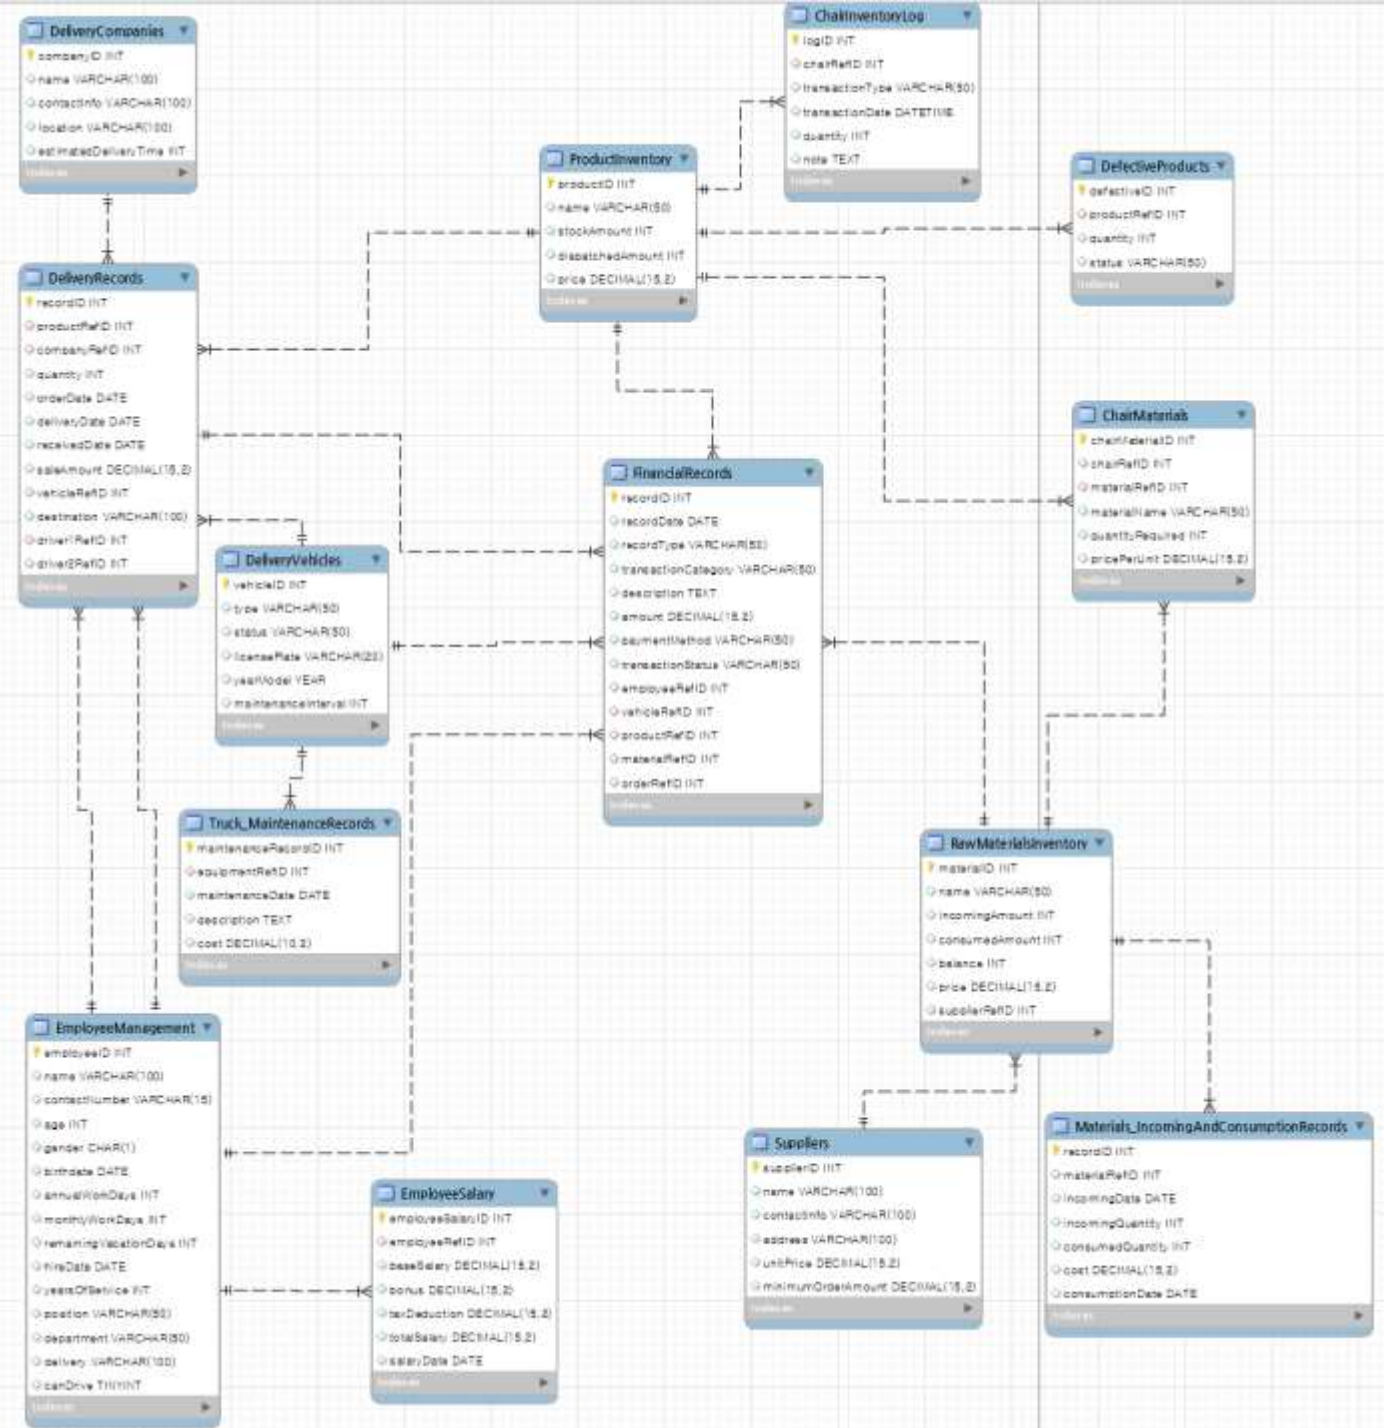 DeliveryCompanies
companyID INT
name VARCHAR(100)
contactInfo VARCHAR(100)
location VARCHAR(100)
estimatedDeliveryTime INT
Indexes
DeliveryRecords
recordID INT
productRefID INT
companyRefID INT
quantity INT
orderDate DATE
deliveryDate DATE
receivedDate DATE
saleAmount DECIMAL(15,2)
vehicleRefID INT
destination VARCHAR(100)
driver1RefID INT
driver2RefID INT
Indexes
ProductInventory
productID INT
name VARCHAR(50)
stockAmount INT
dispatchedAmount INT
price DECIMAL(15,2)
Indexes
ChairInventoryLog
logID INT
chairRefID INT
transactionType VARCHAR(50)
transactionDate DATETIME
quantity INT
note TEXT
Indexes
DefectiveProducts
defectiveID INT
productRefID INT
quantity INT
status VARCHAR(50)
Indexes
ChairMaterials
chairMaterialID INT
chairRefID INT
materialRefID INT
materialName VARCHAR(50)
quantityRequired INT
pricePerUnit DECIMAL(15,2)
Indexes
FinancialRecords
recordID INT
recordDate DATE
recordType VARCHAR(50)
transactionCategory VARCHAR(50)
description TEXT
amount DECIMAL(15,2)
paymentMethod VARCHAR(50)
transactionStatus VARCHAR(50)
employeeRefID INT
vehicleRefID INT
productRefID INT
materialRefID INT
orderRefID INT
Indexes
DeliveryVehicles
vehicleID INT
type VARCHAR(50)
status VARCHAR(50)
licensePlate VARCHAR(20)
yearModel YEAR
maintenanceInterval INT
Indexes
Truck_MaintenanceRecords
maintenanceRecordID INT
equipmentRefID INT
maintenanceDate DATE
description TEXT
cost DECIMAL(10,2)
Indexes
RawMaterialsInventory
materialID INT
name VARCHAR(50)
incomingAmount INT
consumedAmount INT
balance INT
price DECIMAL(15,2)
supplierRefID INT
Indexes
EmployeeManagement
employeeID INT
name VARCHAR(100)
contactNumber VARCHAR(15)
age INT
gender CHAR(1)
birthdate DATE
annualWorkDays INT
monthlyWorkDays INT
remainingVacationDays INT
hireDate DATE
yearsOfService INT
position VARCHAR(50)
department VARCHAR(50)
delivery VARCHAR(100)
canDrive TINYINT
Indexes
EmployeeSalary
employeeSalaryID INT
employeeRefID INT
baseSalary DECIMAL(15,2)
bonus DECIMAL(15,2)
taxDeduction DECIMAL(15,2)
totalSalary DECIMAL(15,2)
salaryDate DATE
Indexes
Suppliers
supplierID INT
name VARCHAR(100)
contactInfo VARCHAR(100)
address VARCHAR(100)
unitPrice DECIMAL(15,2)
minimumOrderAmount DECIMAL(15,2)
Indexes
Materials_IncomingAndConsumptionRecords
recordID INT
materialRefID INT
incomingDate DATE
incomingQuantity INT
consumedQuantity INT
cost DECIMAL(15,2)
consumptionDate DATE
Indexes